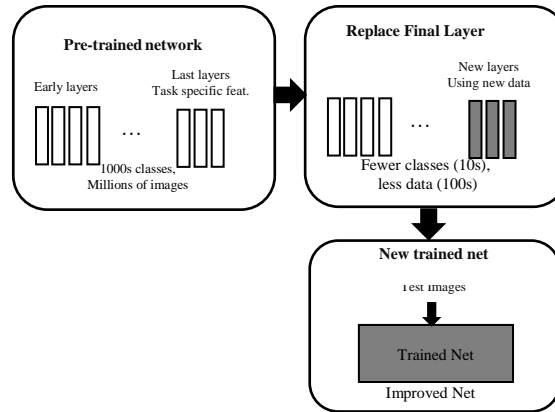 Pre-trained network
Early layers
Last layers
Task specific feat.
…
1000s classes,
Millions of images
Replace Final Layer
New layers
Using new data
…
Fewer classes (10s),
less data (100s)
New trained net
Test Images
Trained Net
Improved Net